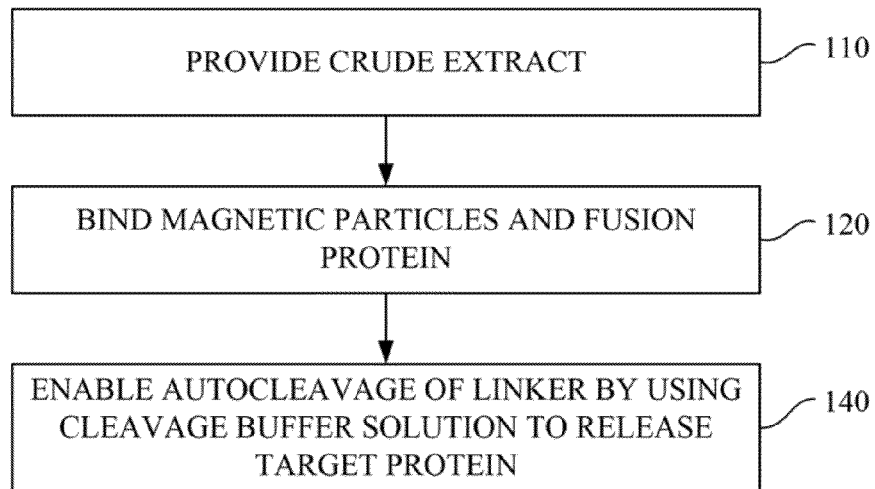 PROVIDE CRUDE EXTRACT
110
BIND MAGNETIC PARTICLES AND FUSION
PROTEIN
120
ENABLE AUTOCLEAVAGE OF LINKER BY USING
CLEAVAGE BUFFER SOLUTION TO RELEASE
TARGET PROTEIN
140